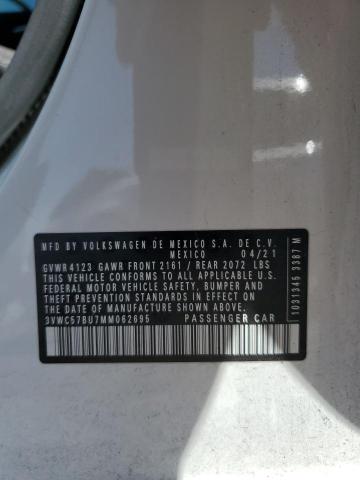 MFD BY VOLKSWAGEN DE MEXICO S.A. DE C.V.
MEXICO 04/21
GVWR 4123 GAWR FRONT 2161 / REAR 2072 LBS
THIS VEHICLE CONFORMS TO ALL APPLICABLE U.S.
FEDERAL MOTOR VEHICLE SAFETY, BUMPER AND
THEFT PREVENTION STANDARDS IN EFFECT ON
THE DATE OF MANUFACTURE SHOWN ABOVE.
3VWC57BU7MM062695 PASSENGER CAR
1031345 3387 M